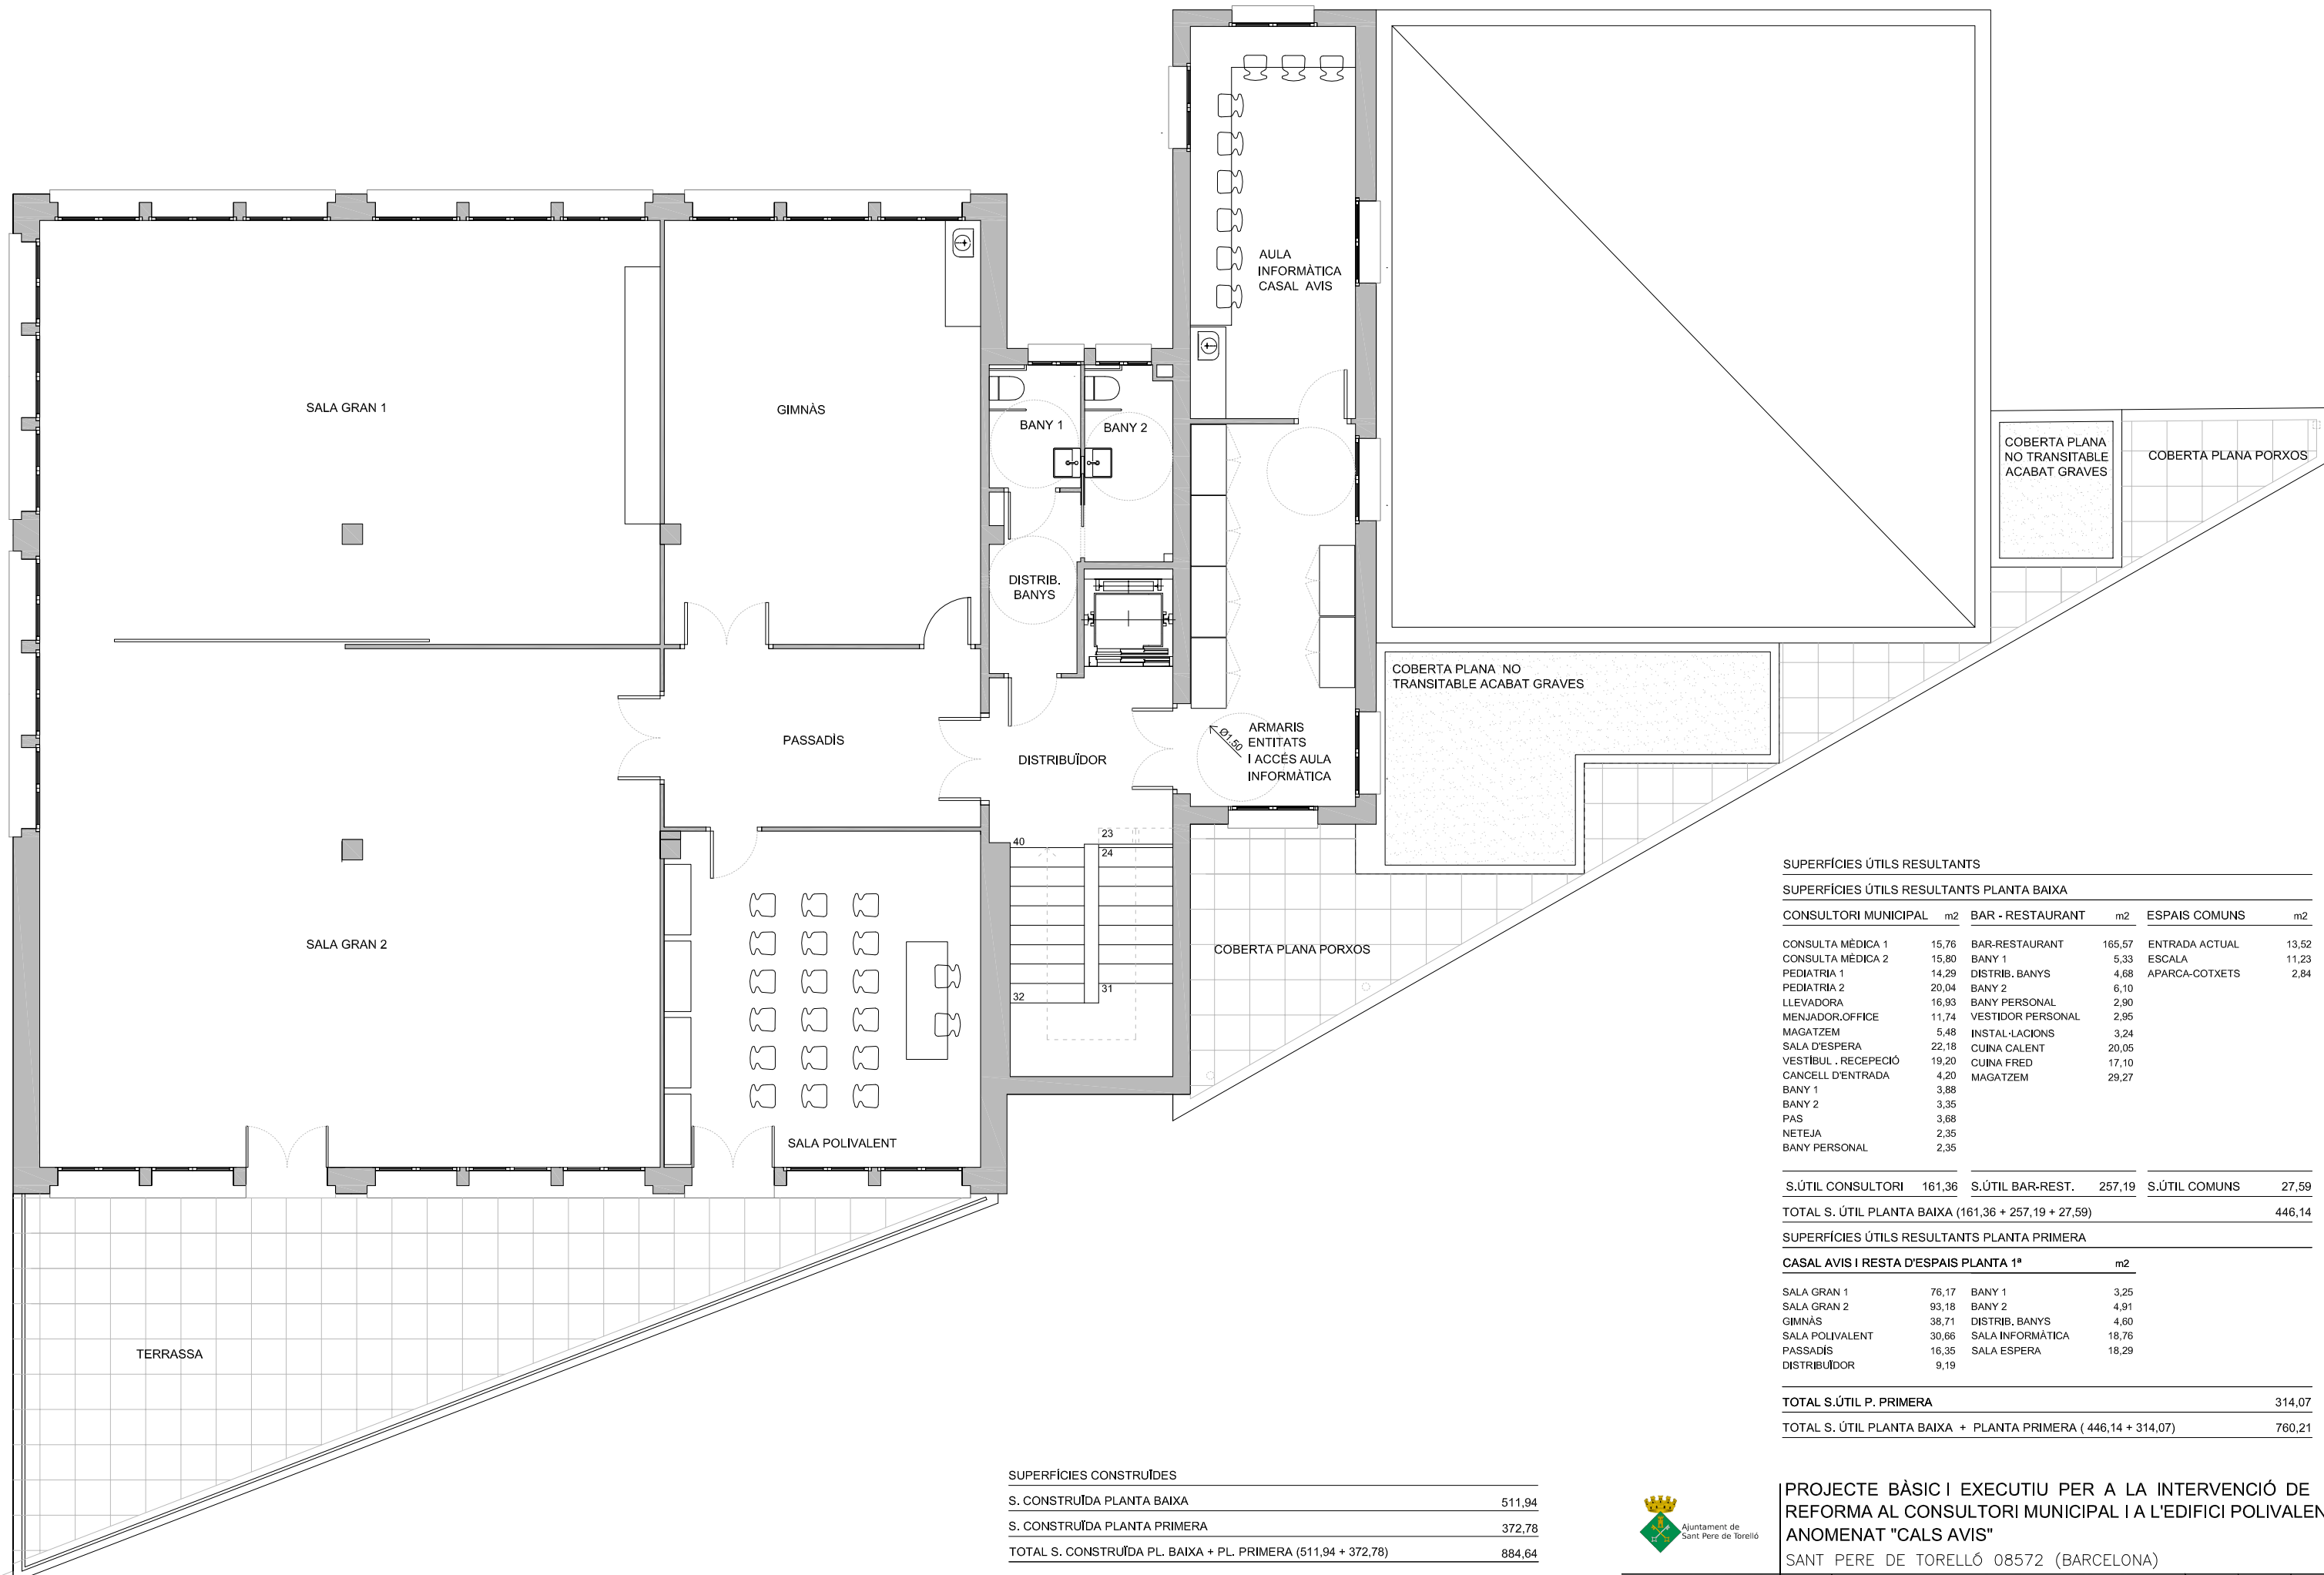 AULA
INFORMÀTICA
CASAL AVIS
SALA GRAN 1
GIMNÀS
BANY 1
BANY 2
COBERTA PLANA
NO TRANSITABLE
ACABAT GRAVES
COBERTA PLANA PORXOS
DISTRIB.
BANYS
COBERTA PLANA NO
TRANSITABLE ACABAT GRAVES
PASSADÍS
DISTRIBUÏDOR
Ø1,50
ARMARIS
ENTITATS
I ACCÉS AULA
INFORMÀTICA
40
23
24
32
31
SALA GRAN 2
COBERTA PLANA PORXOS
SALA POLIVALENT
TERRASSA
SUPERFÍCIES ÚTILS RESULTANTS
SUPERFÍCIES ÚTILS RESULTANTS PLANTA BAIXA
CONSULTORI MUNICIPAL m2 BAR - RESTAURANT m2 ESPAIS COMUNS m2
CONSULTA MÈDICA 1 15,76 BAR-RESTAURANT 165,57 ENTRADA ACTUAL 13,52
CONSULTA MÈDICA 2 15,80 BANY 1 5,33 ESCALA 11,23
PEDIATRIA 1 14,29 DISTRIB. BANYS 4,68 APARCA-COTXETS 2,84
PEDIATRIA 2 20,04 BANY 2 6,10
LLEVADORA 16,93 BANY PERSONAL 2,90
MENJADOR.OFFICE 11,74 VESTIDOR PERSONAL 2,95
MAGATZEM 5,48 INSTAL·LACIONS 3,24
SALA D'ESPERA 22,18 CUINA CALENT 20,05
VESTÍBUL . RECEPECIÓ 19,20 CUINA FRED 17,10
CANCELL D'ENTRADA 4,20 MAGATZEM 29,27
BANY 1 3,88
BANY 2 3,35
PAS 3,68
NETEJA 2,35
BANY PERSONAL 2,35
S.ÚTIL CONSULTORI 161,36 S.ÚTIL BAR-REST. 257,19 S.ÚTIL COMUNS 27,59
TOTAL S. ÚTIL PLANTA BAIXA (161,36 + 257,19 + 27,59) 446,14
SUPERFÍCIES ÚTILS RESULTANTS PLANTA PRIMERA
CASAL AVIS I RESTA D'ESPAIS PLANTA 1ª m2
SALA GRAN 1 76,17 BANY 1 3,25
SALA GRAN 2 93,18 BANY 2 4,91
GIMNÀS 38,71 DISTRIB. BANYS 4,60
SALA POLIVALENT 30,66 SALA INFORMÀTICA 18,76
PASSADÍS 16,35 SALA ESPERA 18,29
DISTRIBUÏDOR 9,19
TOTAL S.ÚTIL P. PRIMERA 314,07
TOTAL S. ÚTIL PLANTA BAIXA + PLANTA PRIMERA ( 446,14 + 314,07) 760,21
SUPERFÍCIES CONSTRUÏDES
S. CONSTRUÏDA PLANTA BAIXA 511,94
S. CONSTRUÏDA PLANTA PRIMERA 372,78
TOTAL S. CONSTRUÏDA PL. BAIXA + PL. PRIMERA (511,94 + 372,78) 884,64
Ajuntament de
Sant Pere de Torelló
PROJECTE BÀSIC I EXECUTIU PER A LA INTERVENCIÓ DE
REFORMA AL CONSULTORI MUNICIPAL I A L'EDIFICI POLIVALEN
ANOMENAT "CALS AVIS"
SANT PERE DE TORELLÓ 08572 (BARCELONA)